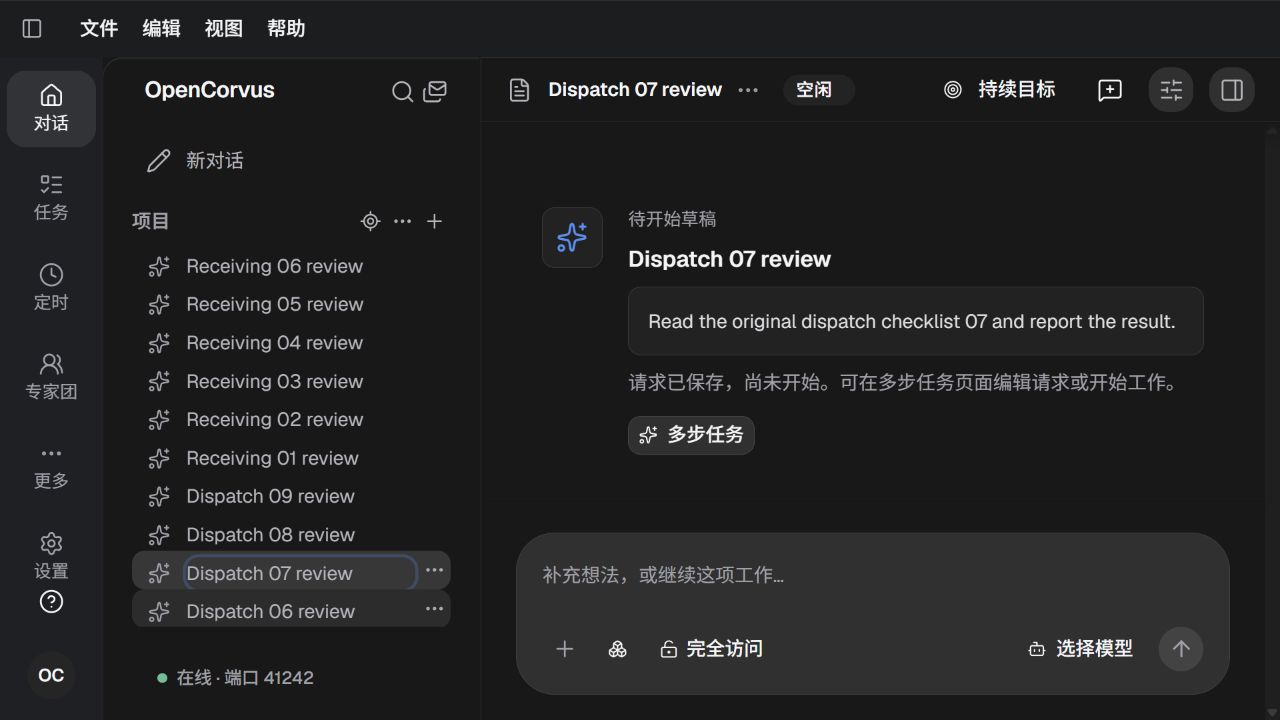 文件 编辑 视图 帮助
对话
任务
定时
专家团
更多
设置
OC
OpenCorvus
新对话
项目
Receiving 06 review
Receiving 05 review
Receiving 04 review
Receiving 03 review
Receiving 02 review
Receiving 01 review
Dispatch 09 review
Dispatch 08 review
Dispatch 07 review
Dispatch 06 review
在线 · 端口 41242
Dispatch 07 review ··· 空闲 持续目标
待开始草稿
Dispatch 07 review
Read the original dispatch checklist 07 and report the result.
请求已保存，尚未开始。可在多步任务页面编辑请求或开始工作。
多步任务
补充想法，或继续这项工作...
完全访问 选择模型